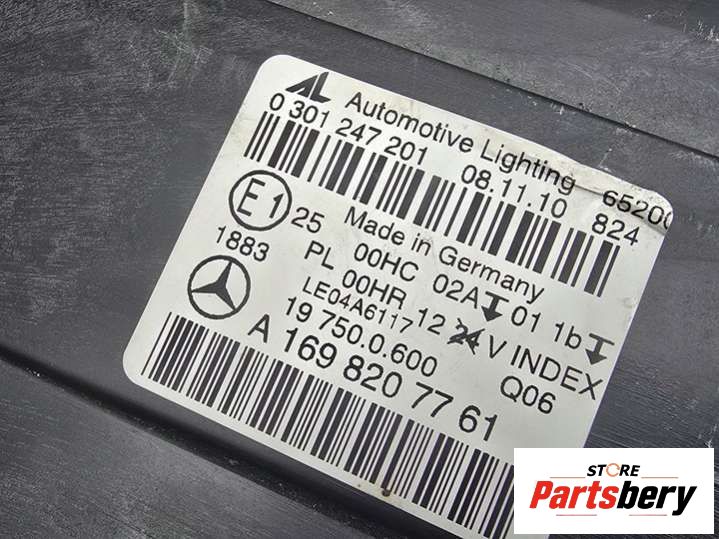 AL Automotive Lighting 6520
0 301 247 201 08.11.10 824
E1 25 Made in Germany
1883 PL 00HC 02A 01 1b
00HR 12 24 V INDEX
LE04A6117 Q06
19 750.0.600
A 169 820 77 61
STORE
Partsbery